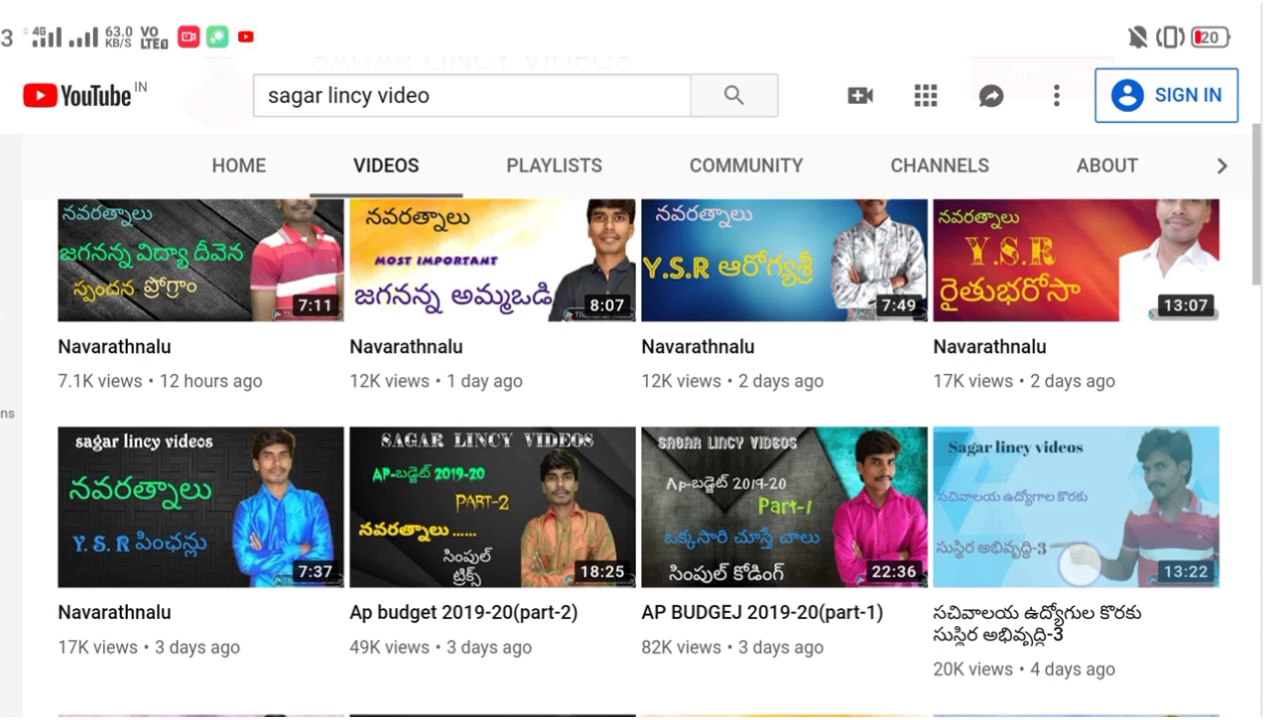 3 4G 63.0 KB/S VO LTE 20
SAGAR LINCY VIDEOS
YouTube IN
sagar lincy video
SIGN IN
HOME VIDEOS PLAYLISTS COMMUNITY CHANNELS ABOUT
నవరత్నాలు
జగనన్న విద్యా దీవెన
స్పందన ప్రోగ్రాం
7:11
నవరత్నాలు
MOST IMPORTANT
జగనన్న అమ్మఒడి
8:07
నవరత్నాలు
Y.S.R ఆరోగ్యశ్రీ
7:49
నవరత్నాలు
Y.S.R
రైతుభరోసా
13:07
Navarathnalu
7.1K views • 12 hours ago
Navarathnalu
12K views • 1 day ago
Navarathnalu
12K views • 2 days ago
Navarathnalu
17K views • 2 days ago
ns
sagar lincy videos
నవరత్నాలు
Y. S. R పింఛన్లు
7:37
SAGAR LINCY VIDEOS
AP-బడ్జెట్ 2019-20
PART-2
నవరత్నాలు ......
సింపుల్
ట్రిక్స్
18:25
SAGAR LINCY VIDEOS
Ap-బడ్జెట్ 2019-20
Part-1
ఒక్కసారి చూస్తే చాలు
సింపుల్ కోడింగ్
22:36
Sagar lincy videos
సచివాలయ ఉద్యోగాల కొరకు
సుస్థిర అభివృద్ధి-3
13:22
Navarathnalu
17K views • 3 days ago
Ap budget 2019-20(part-2)
49K views • 3 days ago
AP BUDGEJ 2019-20(part-1)
82K views • 3 days ago
సచివాలయ ఉద్యోగుల కొరకు
సుస్థిర అభివృద్ధి-3
20K views • 4 days ago